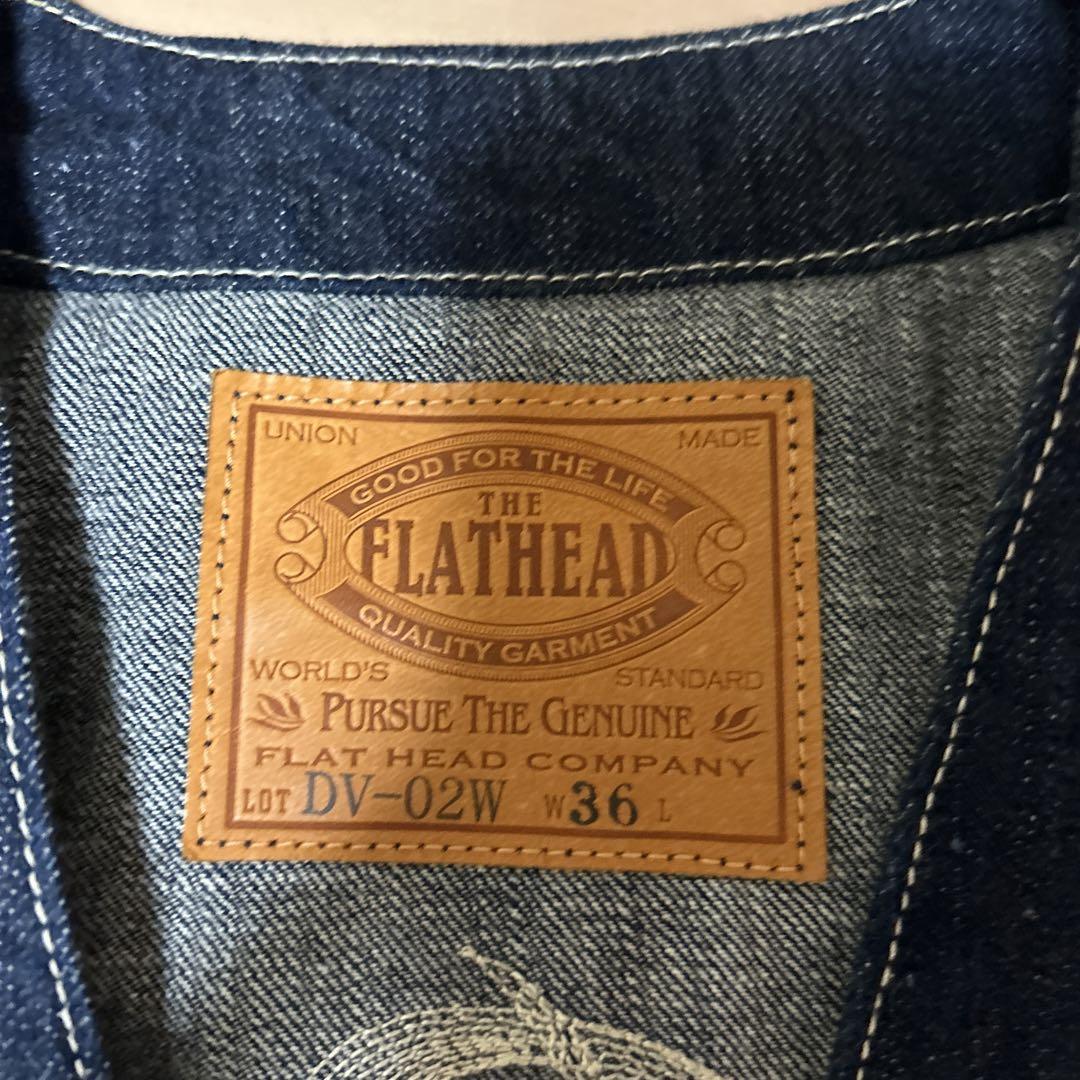 UNION MADE
GOOD FOR THE LIFE
THE
FLATHEAD
QUALITY GARMENT
WORLD'S STANDARD
PURSUE THE GENUINE
FLAT HEAD COMPANY
LOT DV-02W W 36 L